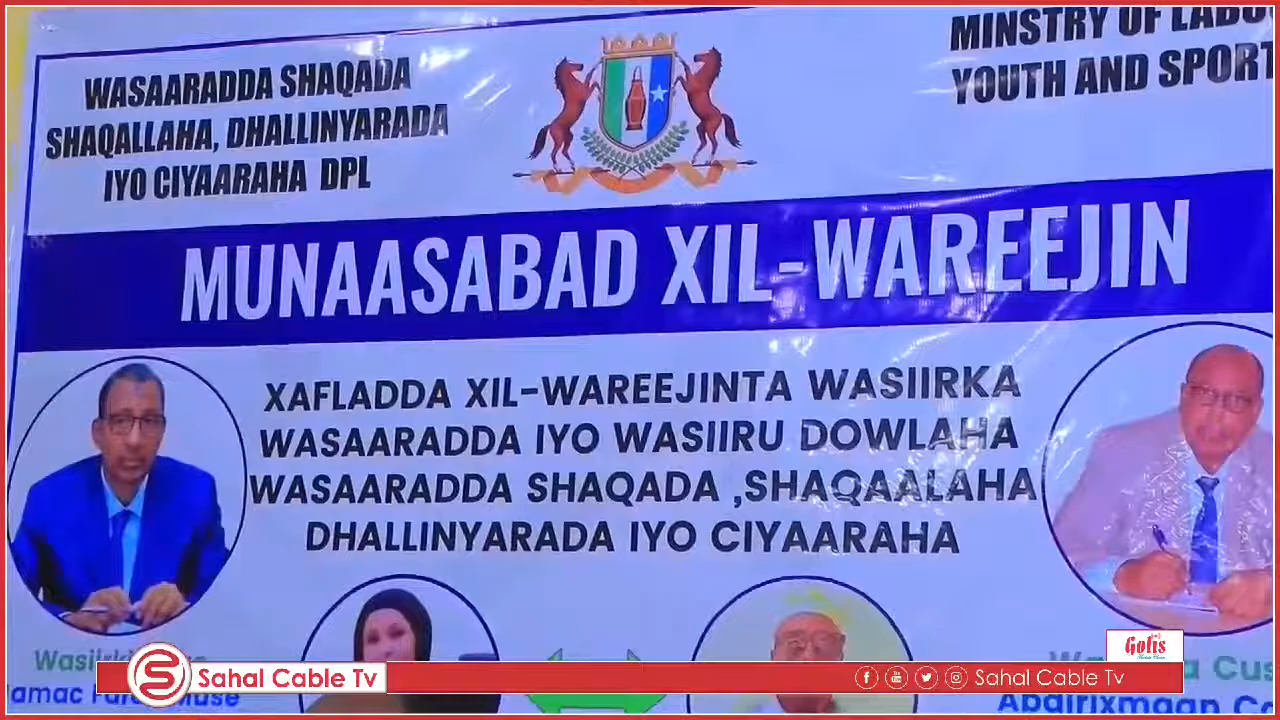 WASAARADDA SHAQADA
SHAQALLAHA, DHALLINYARADA
IYO CIYAARAHA DPL
MINSTRY OF
YOUTH AND SPORT
MUNAASABAD XIL-WAREEJIN
XAFLADDA XIL-WAREEJINTA WASIIRKA
WASAARADDA IYO WASIIRU DOWLAHA
WASAARADDA SHAQADA ,SHAQAALAHA
DHALLINYARADA IYO CIYAARAHA
Golis
Sahal Cable Tv
Sahal Cable Tv